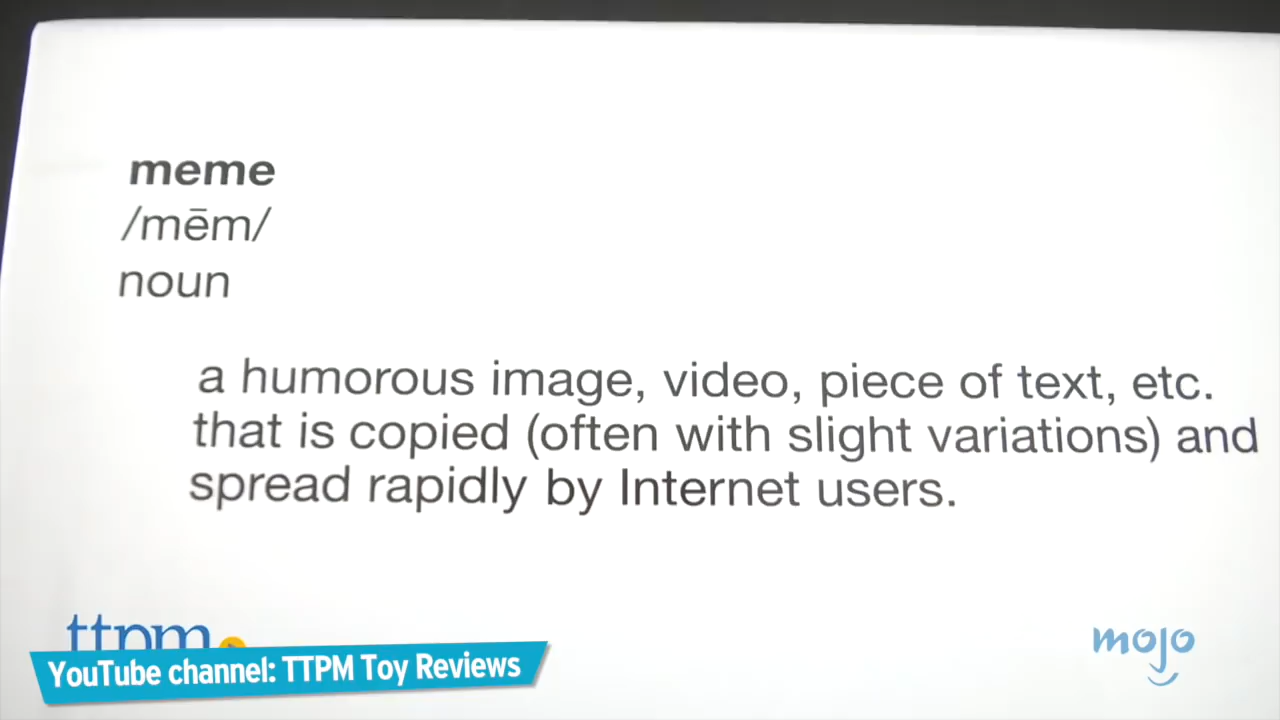 meme
/mēm/
noun
a humorous image, video, piece of text, etc.
that is copied (often with slight variations) and
spread rapidly by Internet users.
ttpm
YouTube channel: TTPM Toy Reviews
mojo